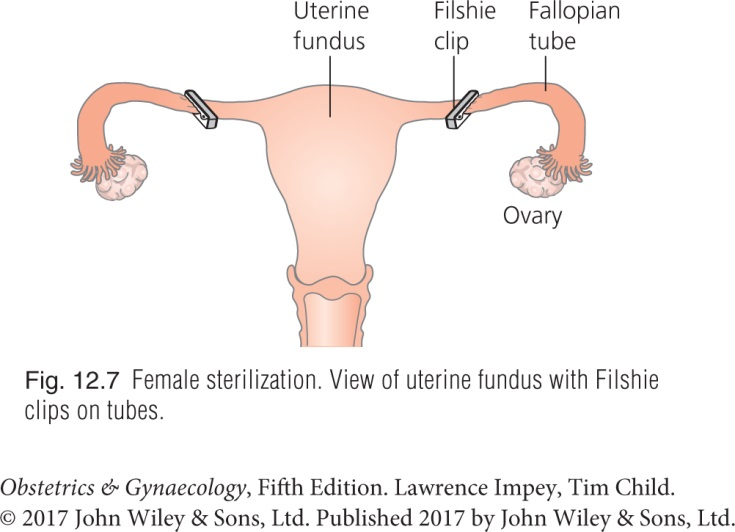 Uterine fundus
Filshie clip
Fallopian tube
Ovary
Fig. 12.7 Female sterilization. View of uterine fundus with Filshie
clips on tubes.
Obstetrics & Gynaecology, Fifth Edition. Lawrence Impey, Tim Child.
© 2017 John Wiley & Sons, Ltd. Published 2017 by John Wiley & Sons, Ltd.